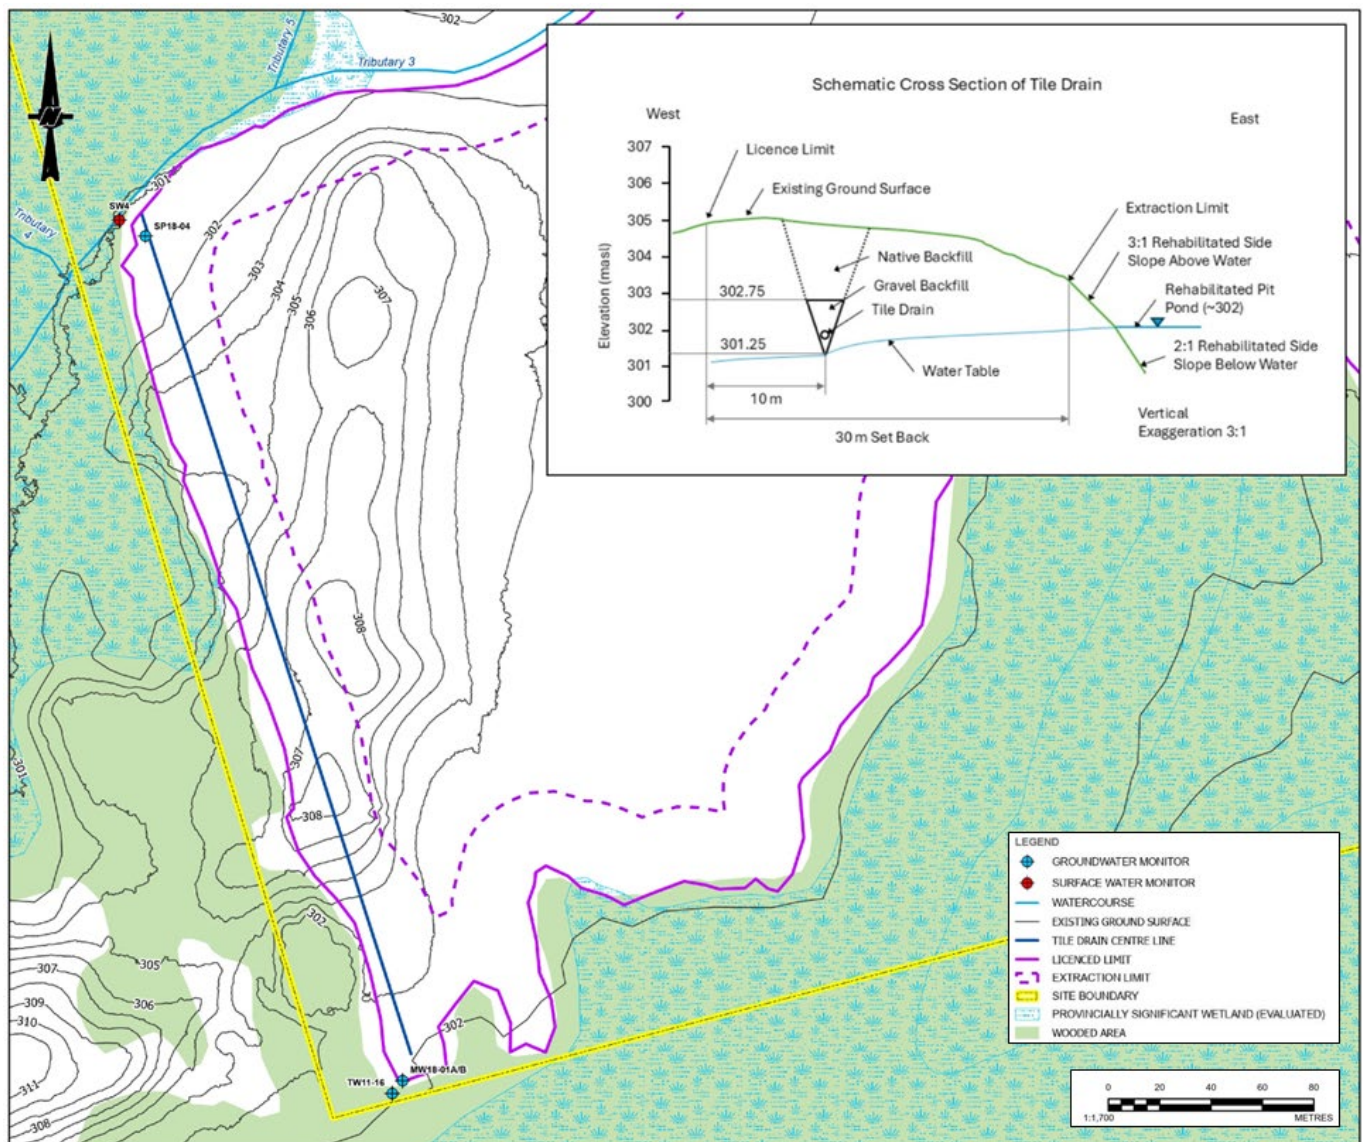 302
Tributary 5
Tributary 3
Schematic Cross Section of Tile Drain
West
East
307
306
305
304
303
302
301
300
Elevation (masl)
Licence Limit
Existing Ground Surface
Extraction Limit
3:1 Rehabilitated Side
Slope Above Water
Native Backfill
Gravel Backfill
Tile Drain
302.75
301.25
Rehabilitated Pit
Pond (~302)
2:1 Rehabilitated Side
Slope Below Water
Water Table
10 m
30 m Set Back
Vertical
Exaggeration 3:1
N
301
SW4
SP18-04
Tributary
4
302
303
304
305
306
307
308
307
308
301
302
305
306
307
309
310
311
308
302
MW18-01A/B
TW11-16
LEGEND
GROUNDWATER MONITOR
SURFACE WATER MONITOR
WATERCOURSE
EXISTING GROUND SURFACE
TILE DRAIN CENTRE LINE
LICENCED LIMIT
EXTRACTION LIMIT
SITE BOUNDARY
PROVINCIALLY SIGNIFICANT WETLAND (EVALUATED)
WOODED AREA
0 20 40 60 80
1:1,700 METRES